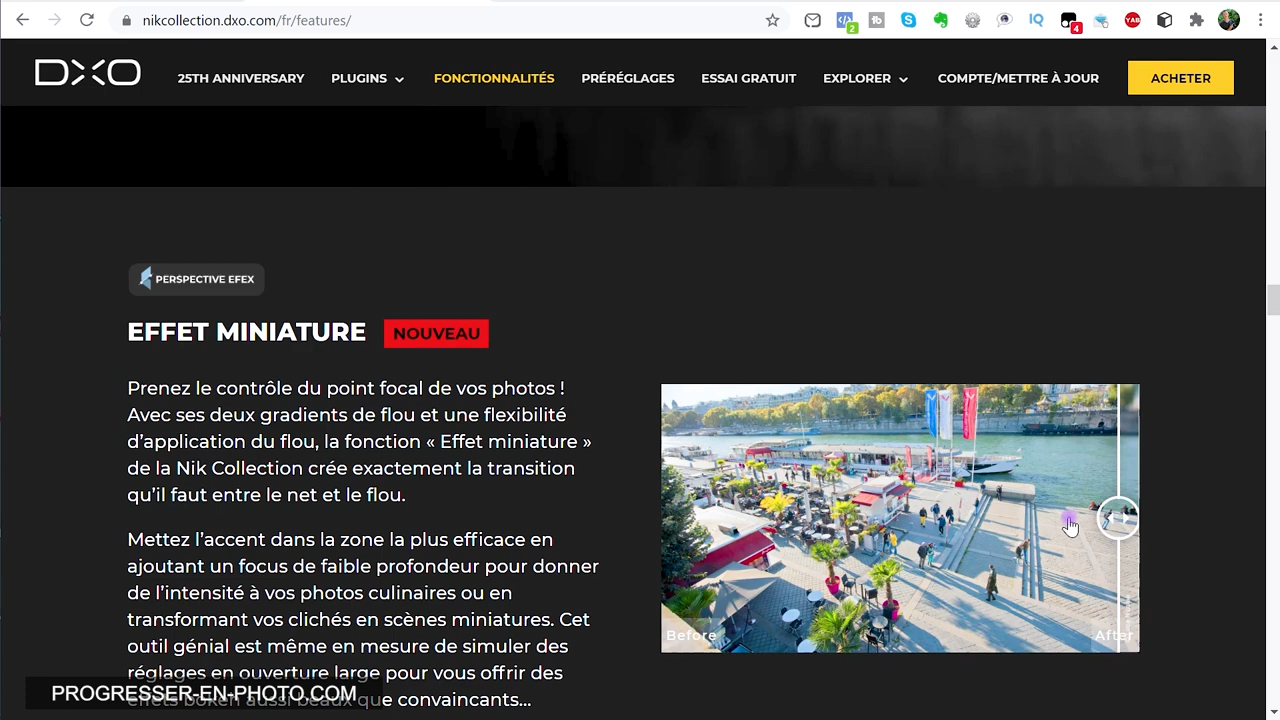 nikcollection.dxo.com/fr/features/
2
4
tb
IQ
YAB
DXO
25TH ANNIVERSARY
PLUGINS
FONCTIONNALITÉS
PRÉRÉGLAGES
ESSAI GRATUIT
EXPLORER
COMPTE/METTRE À JOUR
ACHETER
PERSPECTIVE EFEX
EFFET MINIATURE NOUVEAU
Prenez le contrôle du point focal de vos photos !
Avec ses deux gradients de flou et une flexibilité
d’application du flou, la fonction « Effet miniature »
de la Nik Collection crée exactement la transition
qu’il faut entre le net et le flou.
Mettez l’accent dans la zone la plus efficace en
ajoutant un focus de faible profondeur pour donner
de l’intensité à vos photos culinaires ou en
transformant vos clichés en scènes miniatures. Cet
outil génial est même en mesure de simuler des
réglages en ouverture large pour vous offrir des
effets bokeh aussi beaux que convaincants...
Before
After
PROGRESSER-EN-PHOTO.COM